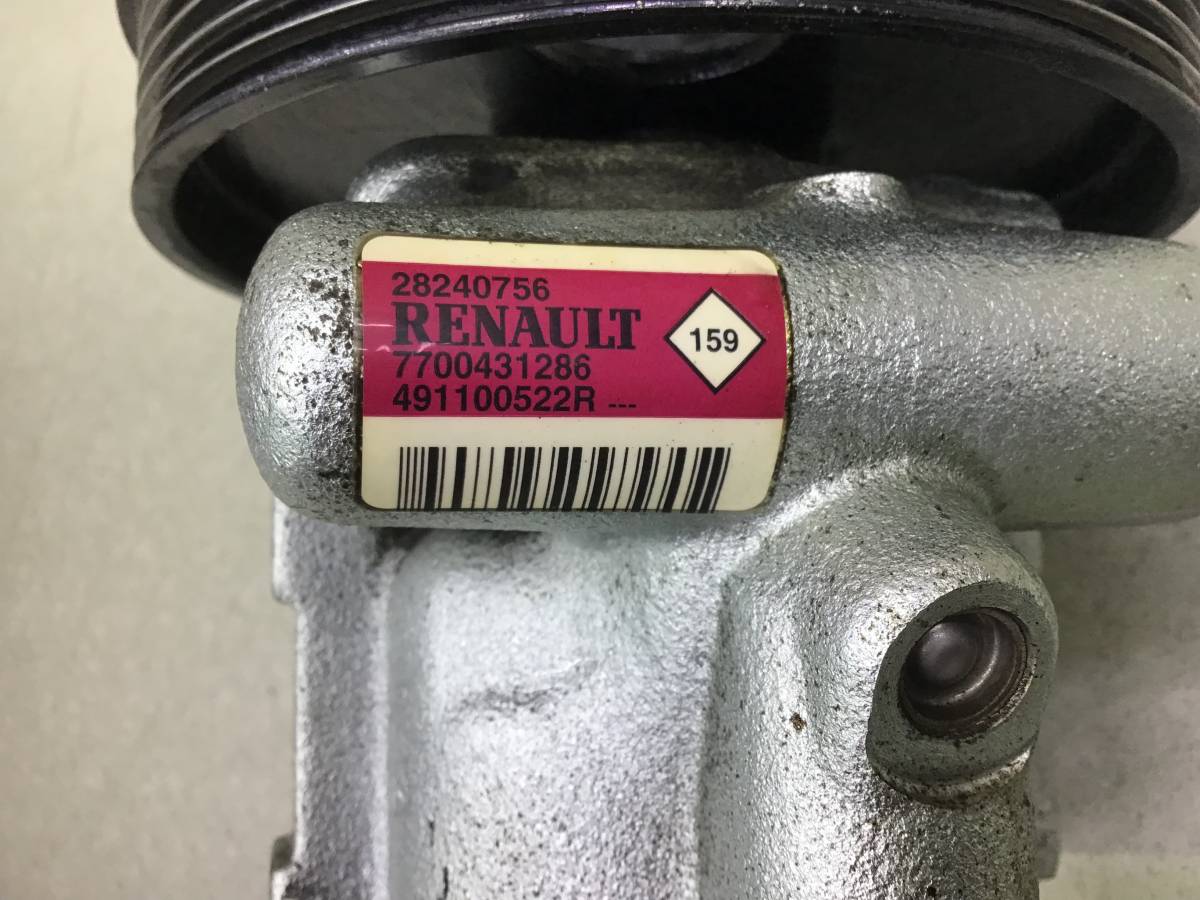 28240756
RENAULT
159
7700431286
491100522R ---